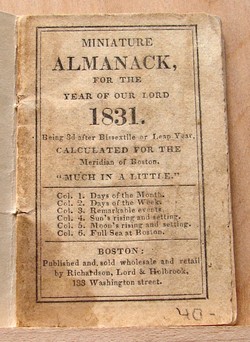 MINIATURE
ALMANACK,
FOR THE
YEAR OF OUR LORD
1831.
Being 3d after Bissextile or Leap Year.
CALCULATED FOR THE
Meridian of Boston.
"MUCH IN A LITTLE."
Col. 1. Days of the Month.
Col. 2. Days of the Week.
Col. 3. Remarkable events.
Col. 4. Sun's rising and setting.
Col. 5. Moon's rising and setting.
Col. 6. Full Sea at Boston.
BOSTON:
Published and sold wholesale and retail
by Richardson, Lord & Holbrook,
133 Washington street.
40-